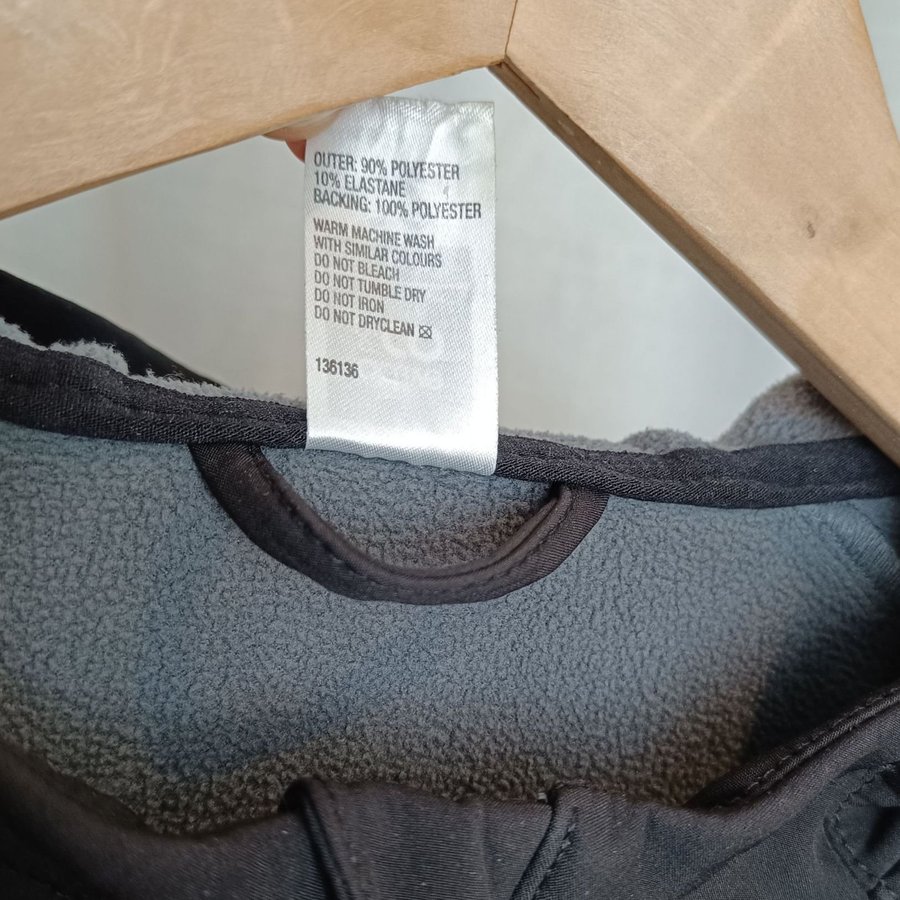 OUTER: 90% POLYESTER
10% ELASTANE
BACKING: 100% POLYESTER
WARM MACHINE WASH
WITH SIMILAR COLOURS
DO NOT BLEACH
DO NOT TUMBLE DRY
DO NOT IRON
DO NOT DRYCLEAN
136136